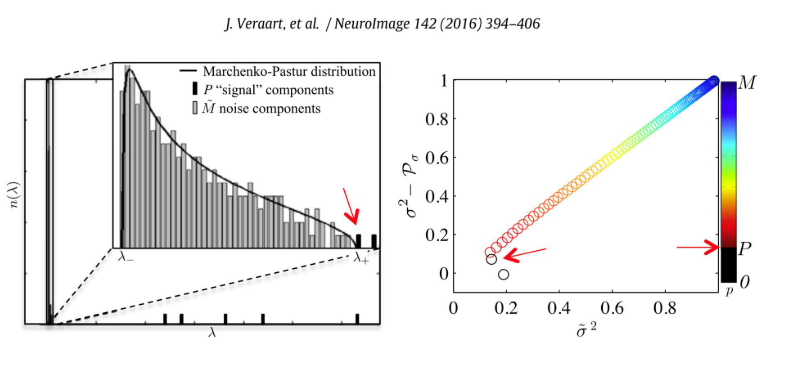 J. Veraart, et al. / NeuroImage 142 (2016) 394–406
Marchenko-Pastur distribution
P “signal” components
M̃ noise components
n(λ)
λ₋
λ₊
λ
1
0.8
0.6
0.4
0.2
0
σ² − 𝒫σ
0
0.2
0.4
0.6
0.8
σ̃ ²
M
P
0
p